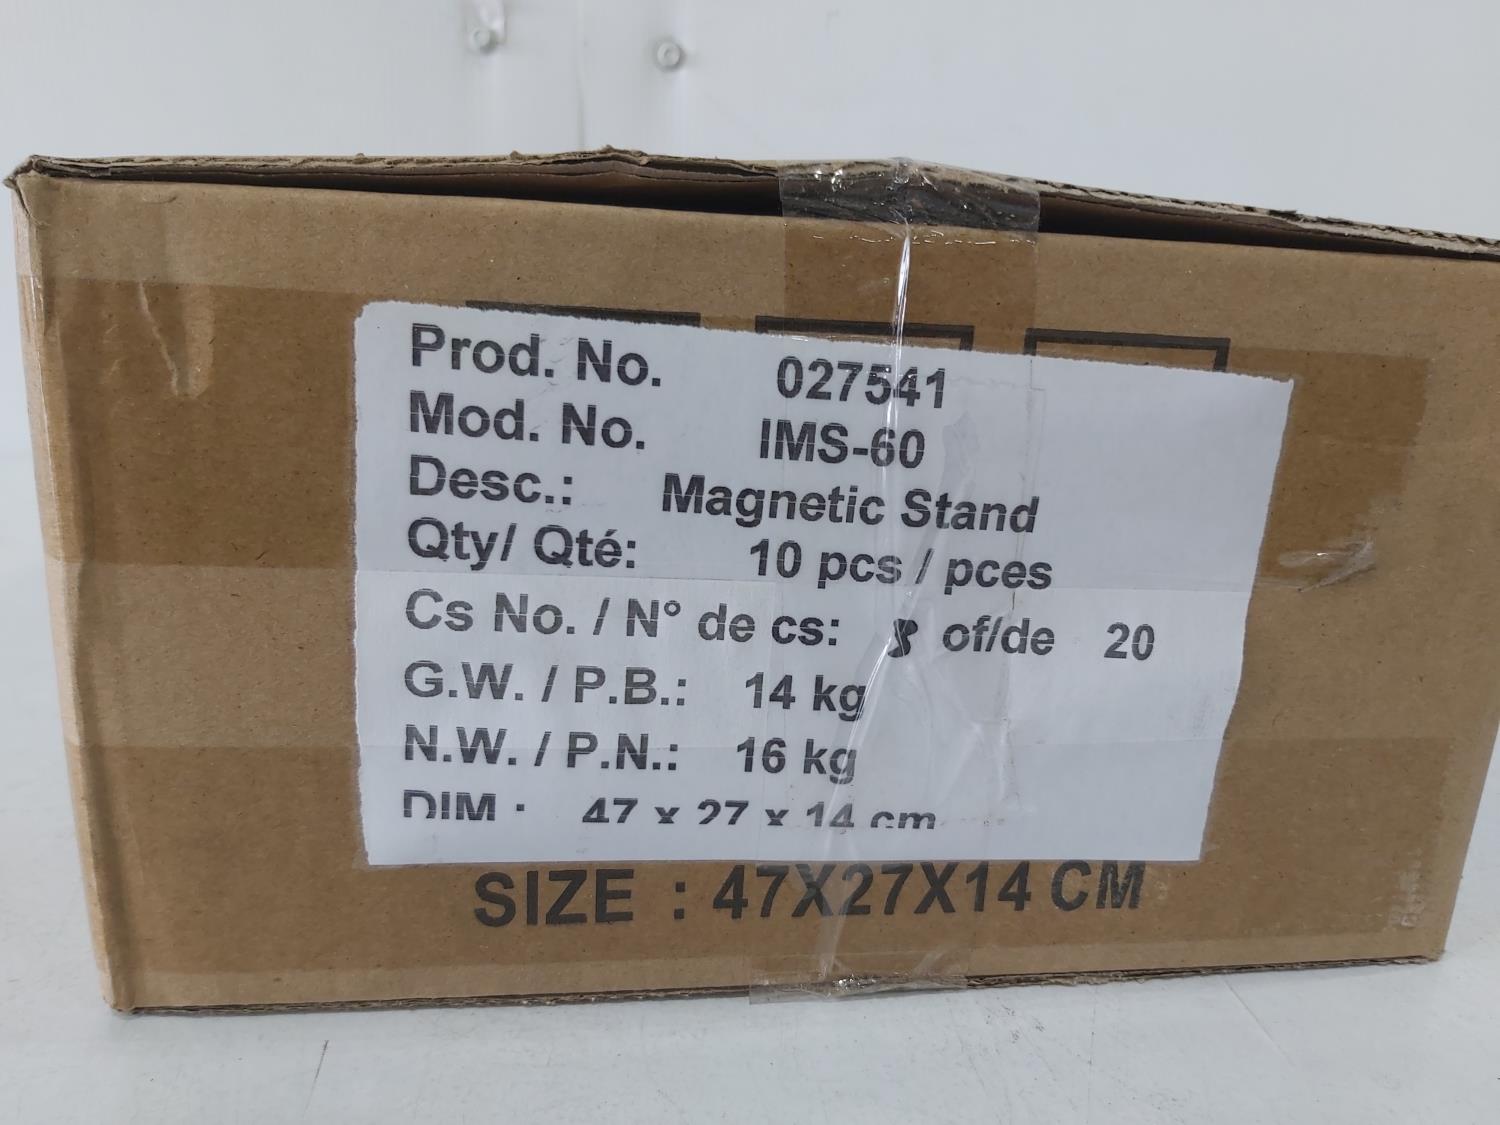 Prod. No. 027541
Mod. No. IMS-60
Desc.: Magnetic Stand
Qty/ Qté: 10 pcs / pces
Cs No. / N° de cs: 8 of/de 20
G.W. / P.B.: 14 kg
N.W. / P.N.: 16 kg
DIM : 47 x 27 x 14 cm
SIZE : 47X27X14 CM